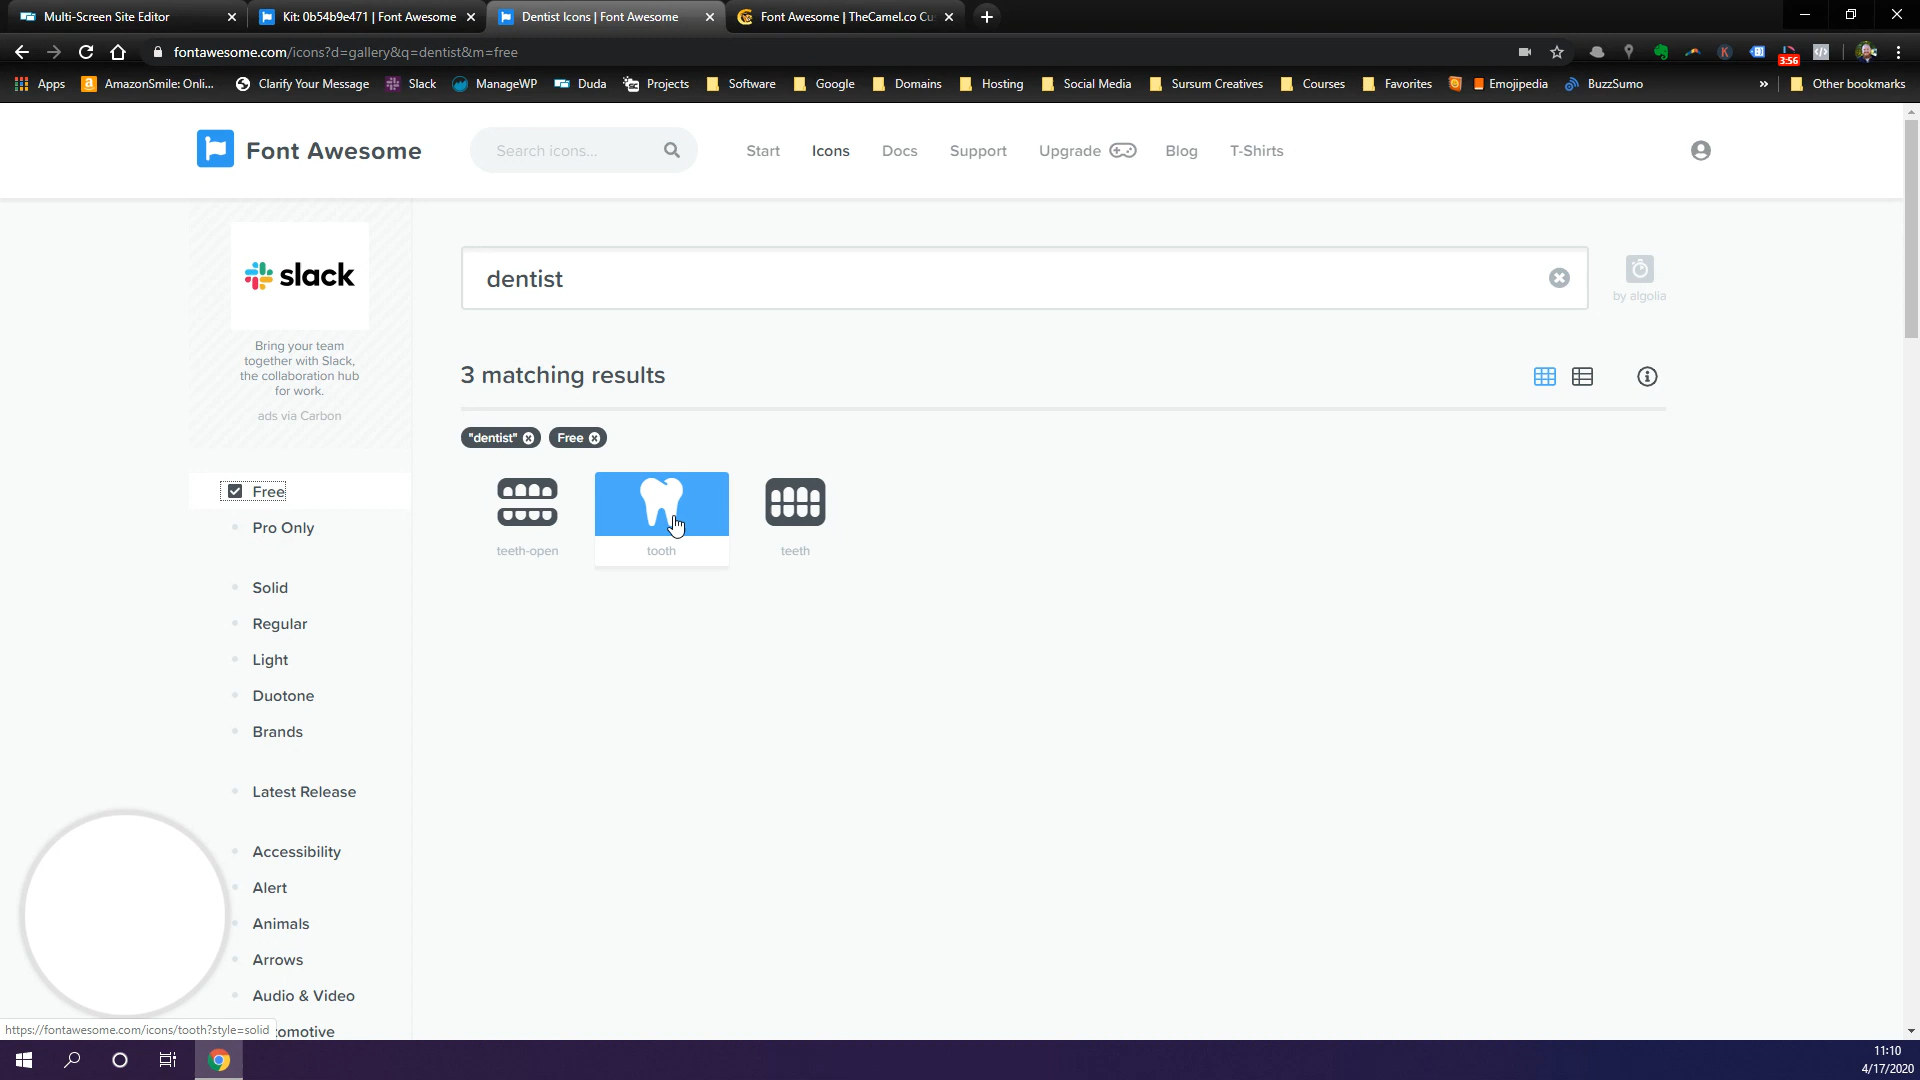 Multi-Screen Site Editor
Kit: 0b54b9e471 | Font Awesome
Dentist Icons | Font Awesome
Font Awesome | TheCamel.co Cu
fontawesome.com/icons?d=gallery&q=dentist&m=free
3:56
Apps
AmazonSmile: Onli...
Clarify Your Message
Slack
ManageWP
Duda
Projects
Software
Google
Domains
Hosting
Social Media
Sursum Creatives
Courses
Favorites
Emojipedia
BuzzSumo
»
Other bookmarks
Font Awesome
Search icons...
Start
Icons
Docs
Support
Upgrade
Blog
T-Shirts
slack
Bring your team
together with Slack,
the collaboration hub
for work.
ads via Carbon
dentist
by algolia
3 matching results
"dentist"
Free
teeth-open
tooth
teeth
Free
Pro Only
Solid
Regular
Light
Duotone
Brands
Latest Release
Accessibility
Alert
Animals
Arrows
Audio & Video
omotive
https://fontawesome.com/icons/tooth?style=solid
11:10
4/17/2020